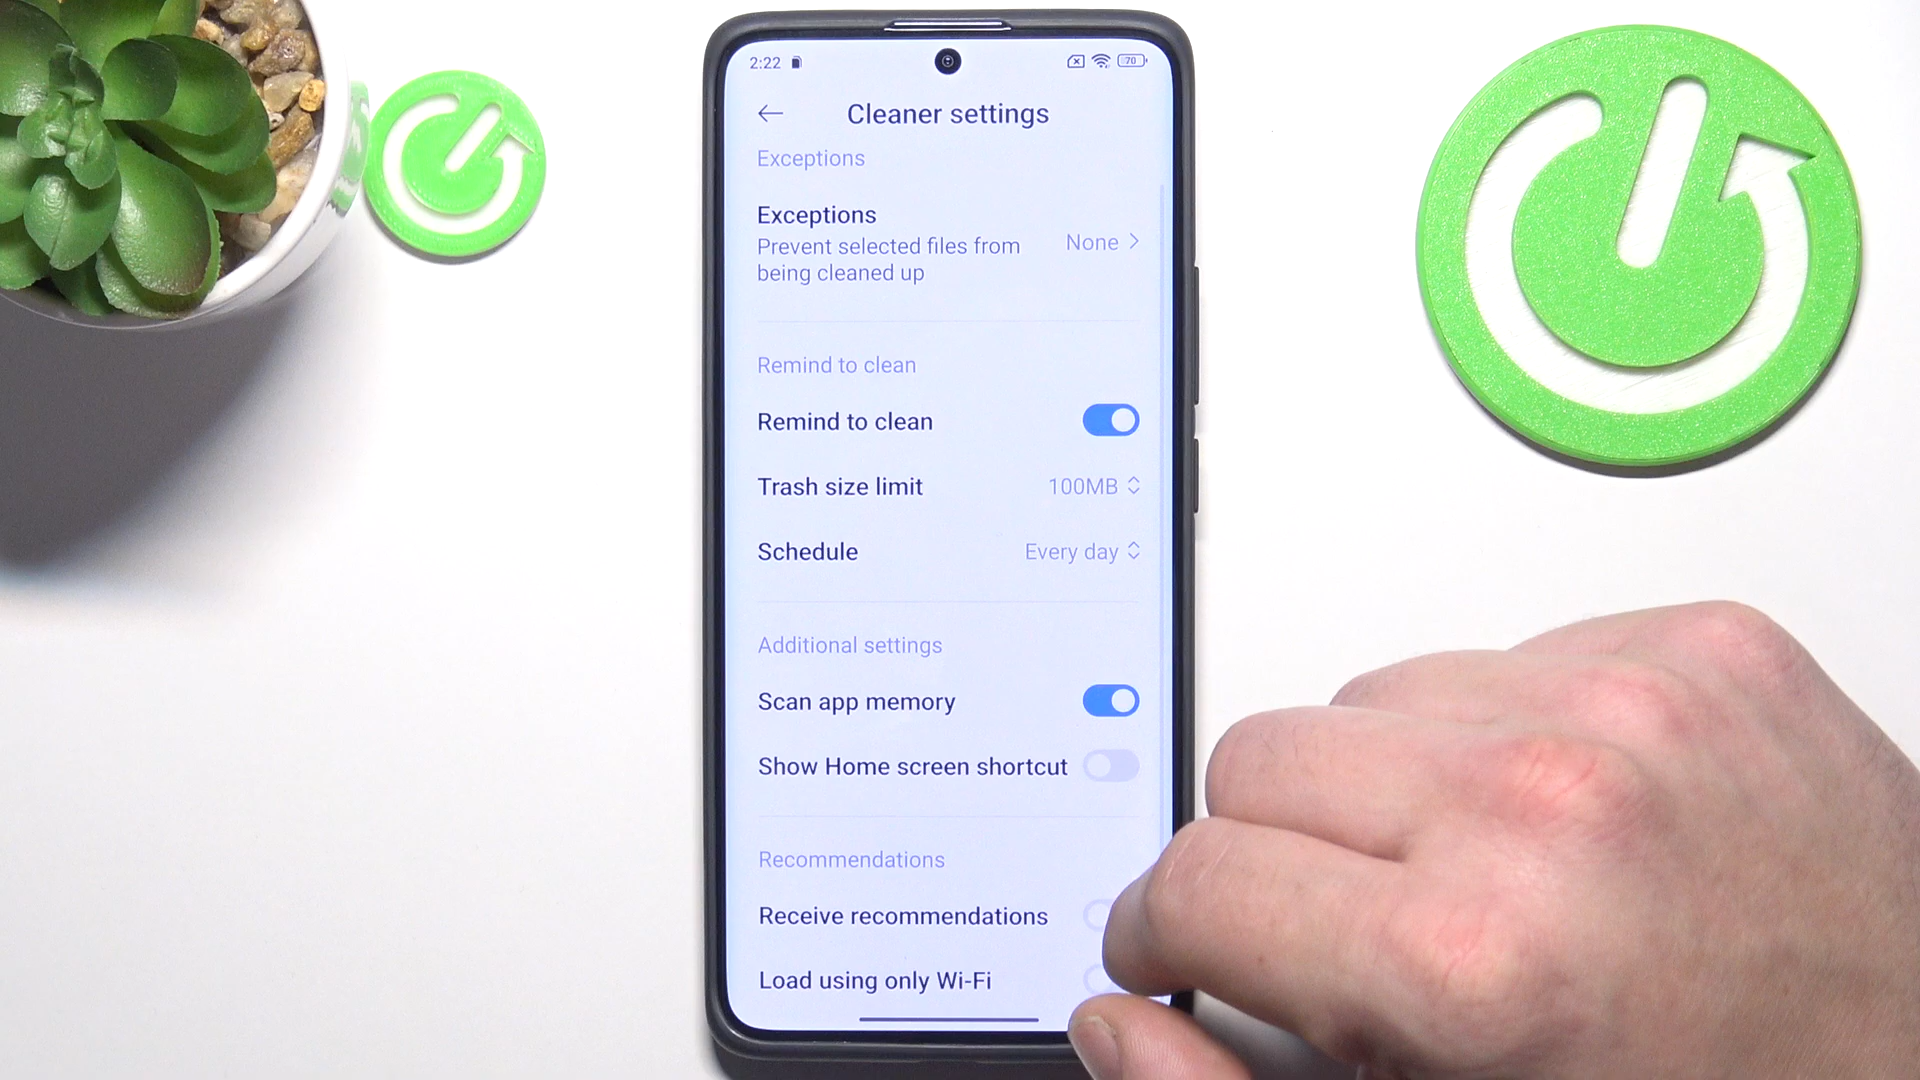 2:22
70
Cleaner settings
Exceptions
Exceptions
Prevent selected files from
being cleaned up
None
Remind to clean
Remind to clean
Trash size limit
100MB
Schedule
Every day
Additional settings
Scan app memory
Show Home screen shortcut
Recommendations
Receive recommendations
Load using only Wi-Fi